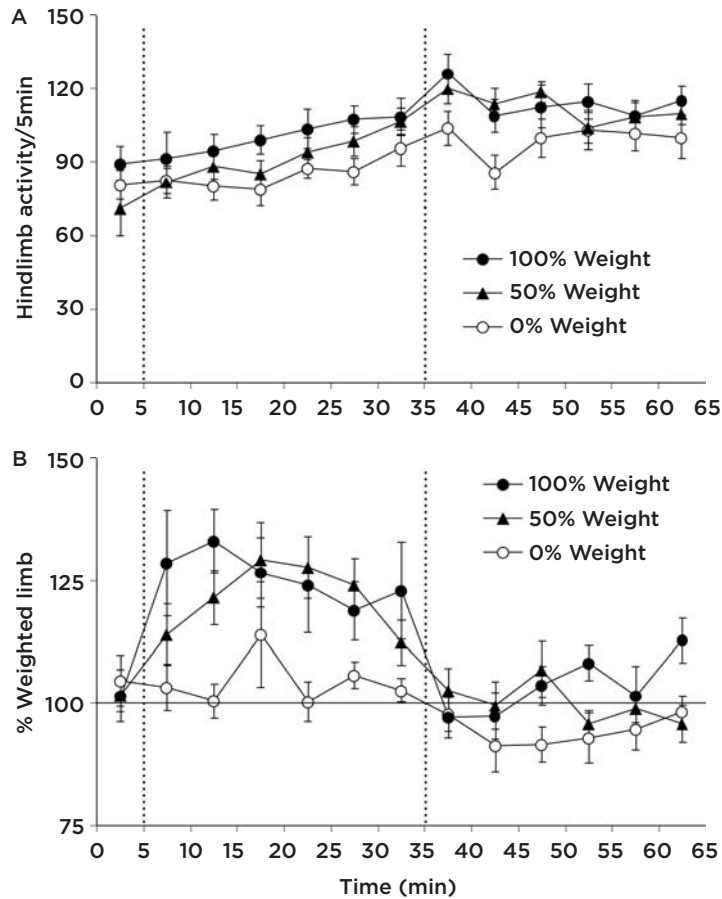 A
150
120
90
60
30
0
Hindlimb activity/5min
100% Weight
50% Weight
0% Weight
0 5 10 15 20 25 30 35 40 45 50 55 60 65
B
150
125
100
75
% Weighted limb
100% Weight
50% Weight
0% Weight
0 5 10 15 20 25 30 35 40 45 50 55 60 65
Time (min)